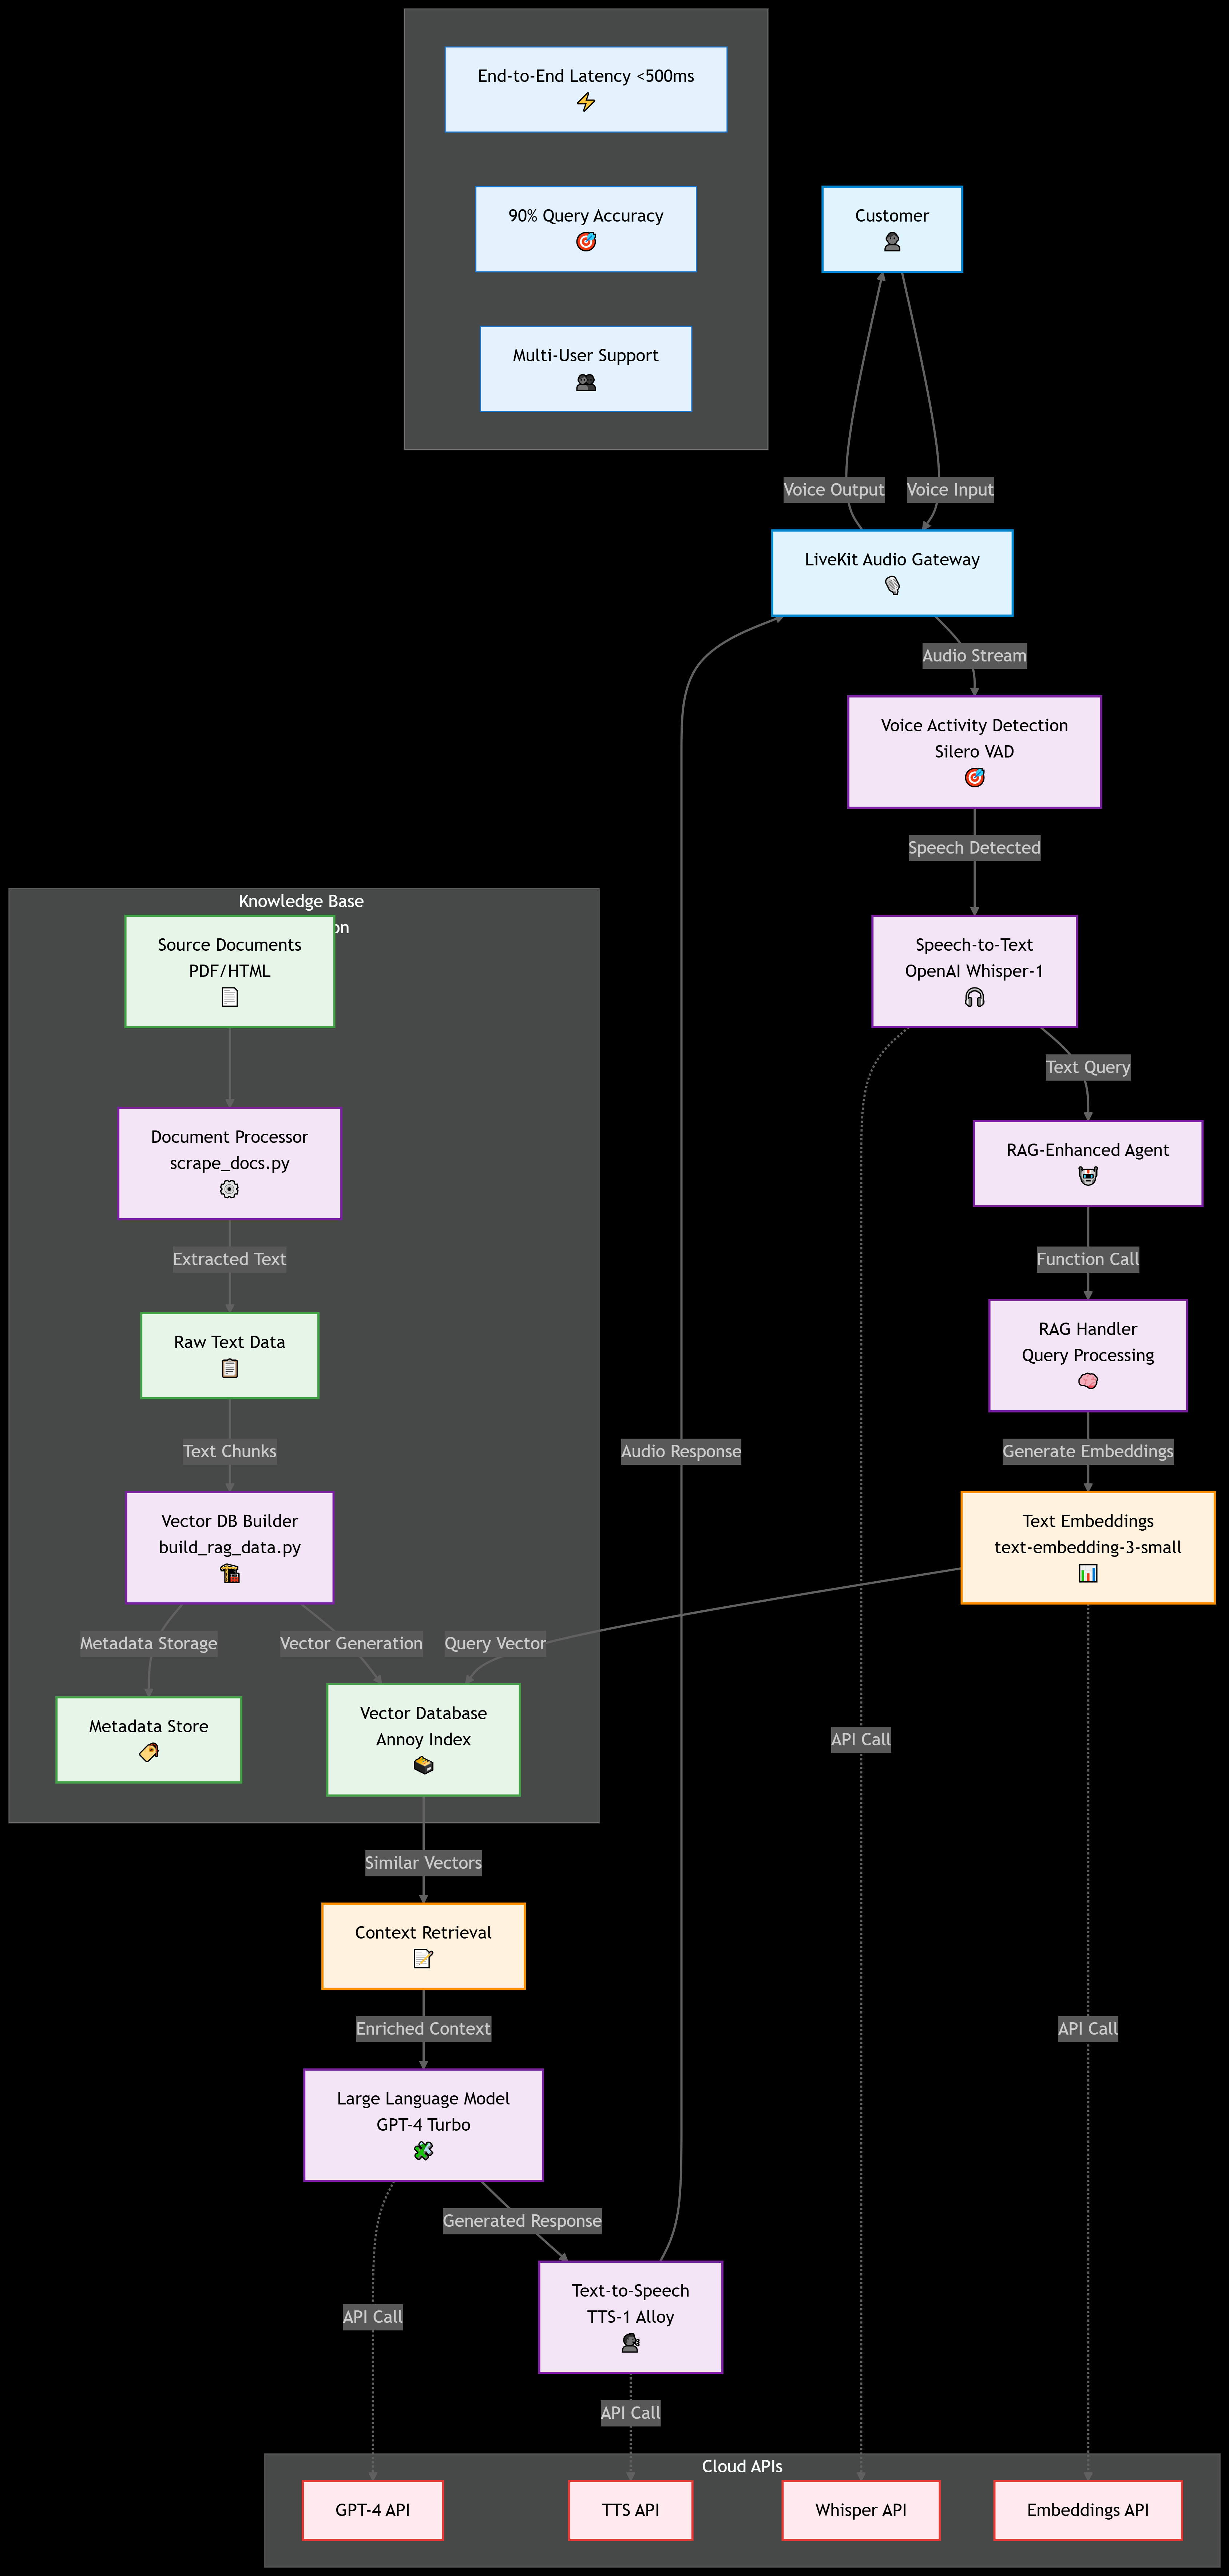 End-to-End Latency <500ms
90% Query Accuracy
Multi-User Support
Customer
Voice Output
Voice Input
LiveKit Audio Gateway
Audio Stream
Voice Activity Detection
Silero VAD
Speech Detected
Speech-to-Text
OpenAI Whisper-1
Text Query
RAG-Enhanced Agent
Function Call
RAG Handler
Query Processing
Generate Embeddings
Text Embeddings
text-embedding-3-small
Knowledge Base
Source Documents
PDF/HTML
Document Processor
scrape_docs.py
Extracted Text
Raw Text Data
Text Chunks
Vector DB Builder
build_rag_data.py
Metadata Storage
Vector Generation
Query Vector
Metadata Store
Vector Database
Annoy Index
Similar Vectors
Context Retrieval
Enriched Context
Large Language Model
GPT-4 Turbo
Generated Response
Text-to-Speech
TTS-1 Alloy
Audio Response
API Call
API Call
API Call
API Call
Cloud APIs
GPT-4 API
TTS API
Whisper API
Embeddings API